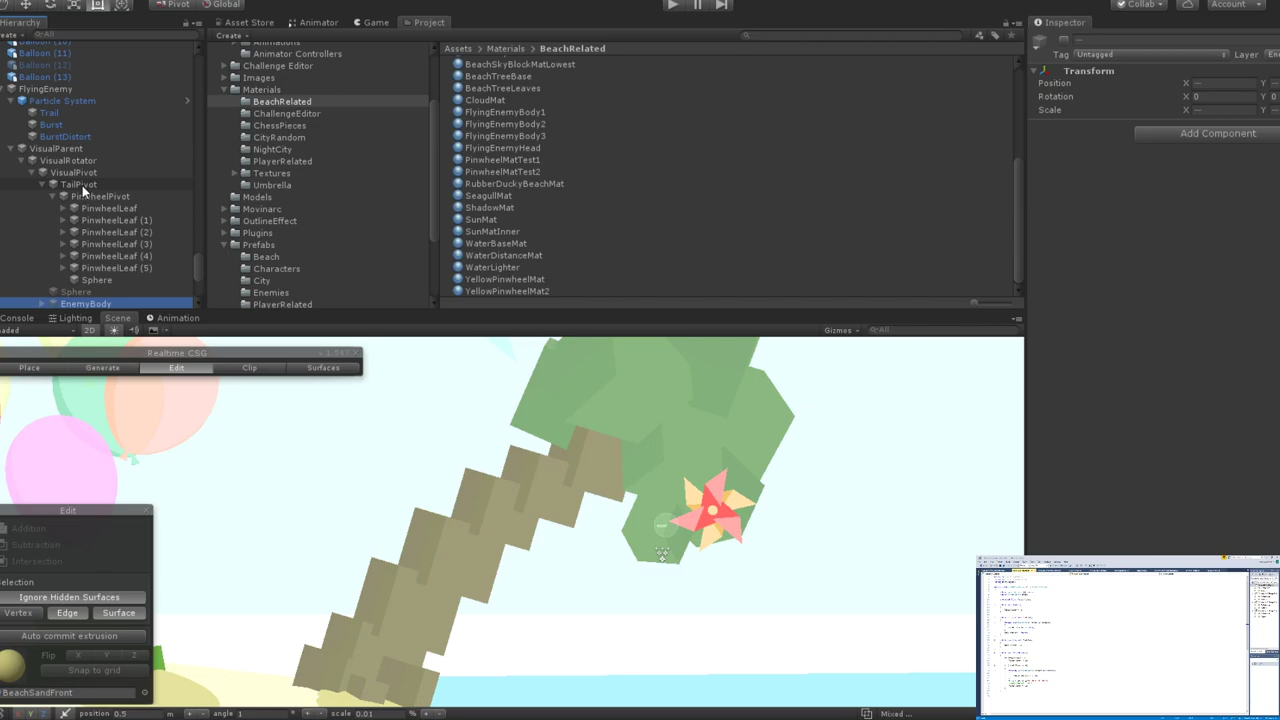 Pivot Global Collab Account
Hierarchy Asset Store Animator Game Project Inspector
Create All Create
Balloon (11)
Balloon (12)
Balloon (13)
FlyingEnemy
Particle System
Trail
Burst
BurstDistort
VisualParent
VisualRotator
VisualPivot
TailPivot
PinwheelPivot
PinwheelLeaf
PinwheelLeaf (1)
PinwheelLeaf (2)
PinwheelLeaf (3)
PinwheelLeaf (4)
PinwheelLeaf (5)
Sphere
Sphere
EnemyBody
Animations
Animator Controllers
Challenge Editor
Images
Materials
BeachRelated
ChallengeEditor
ChessPieces
CityRandom
NightCity
PlayerRelated
Textures
Umbrella
Models
Movinarc
OutlineEffect
Plugins
Prefabs
Beach
Characters
City
Enemies
PlayerRelated
Assets Materials BeachRelated
BeachSkyBlockMatLowest
BeachTreeBase
BeachTreeLeaves
CloudMat
FlyingEnemyBody1
FlyingEnemyBody2
FlyingEnemyBody3
FlyingEnemyHead
PinwheelMatTest1
PinwheelMatTest2
RubberDuckyBeachMat
SeagullMat
ShadowMat
SunMat
SunMatInner
WaterBaseMat
WaterDistanceMat
WaterLighter
YellowPinwheelMat
YellowPinwheelMat2
Tag Untagged Layer
Transform
Position X — Y
Rotation X 0 Y 0
Scale X — Y
Add Component
Console Lighting Scene Animation
2D Gizmos All
Realtime CSG
Place Generate Edit Clip Surfaces
Edit
Addition
Subtraction
Intersection
Selection
Ignore Hidden Surfaces
Vertex Edge Surface
Auto commit extrusion
Flip X Y Z
Snap to grid
BeachSandFront
X Y Z position 0.5 m - + angle 1 ° - + scale 0.01 % - + Mixed ...